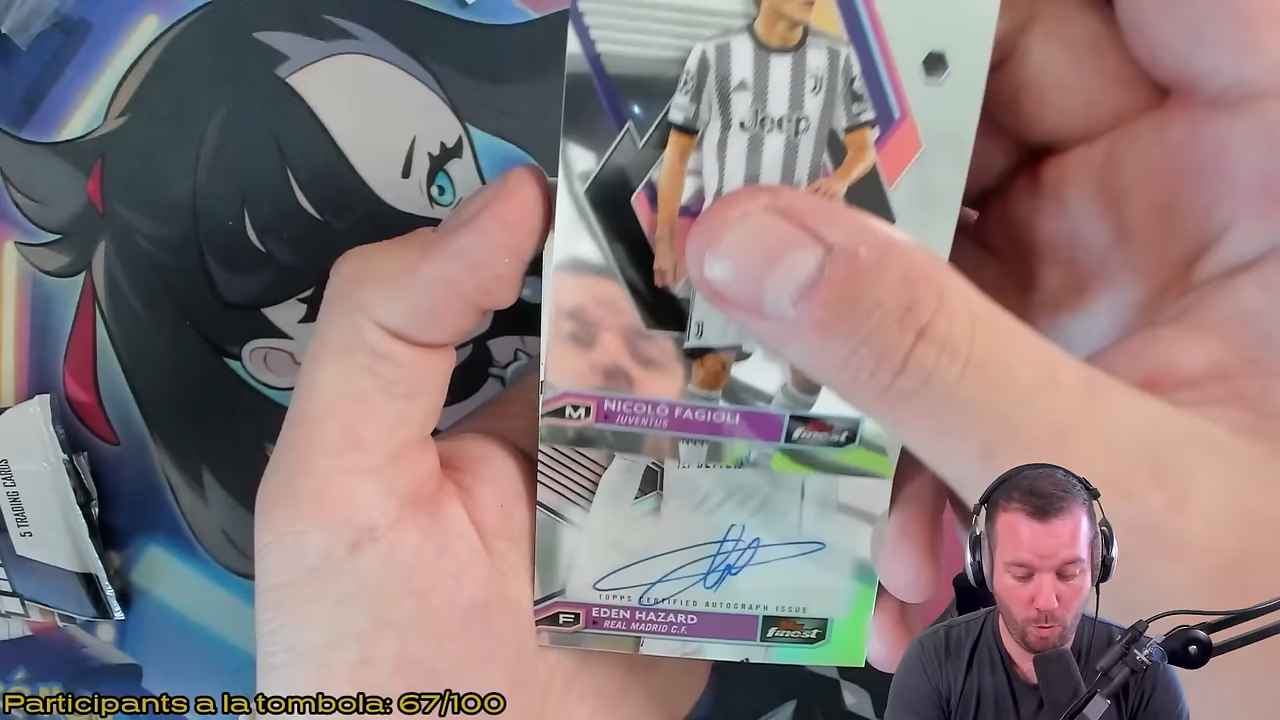 Jeep
M
NICOLÒ FAGIOLI
JUVENTUS
finest
5 TRADING CARDS
TOPPS CERTIFIED AUTOGRAPH ISSUE
F
EDEN HAZARD
REAL MADRID C.F.
finest
Participants a la tombola: 67/100